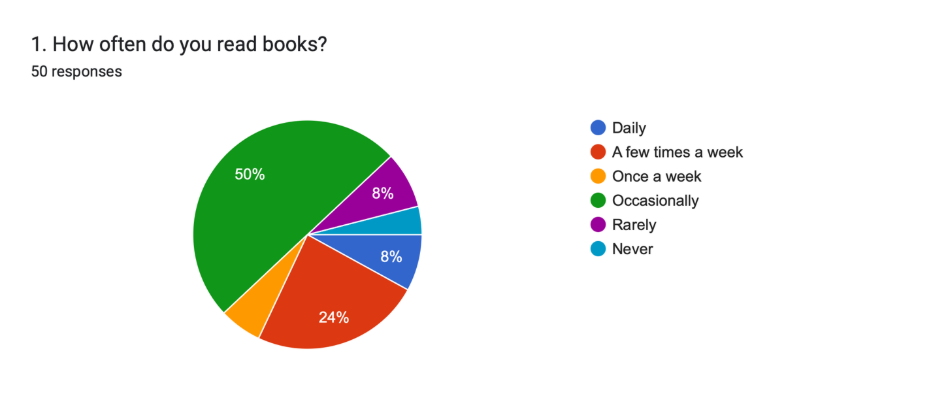 1. How often do you read books?
50 responses
50%
8%
8%
24%
Daily
A few times a week
Once a week
Occasionally
Rarely
Never